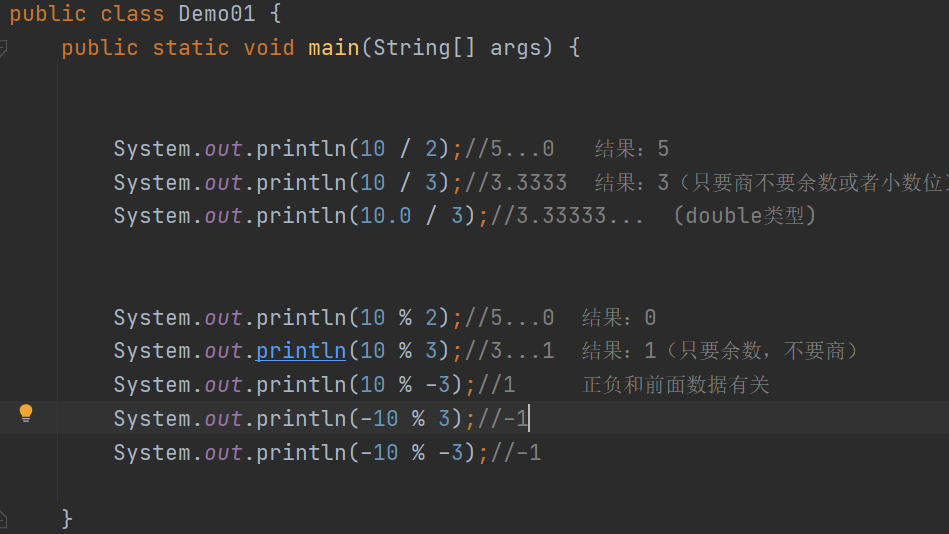 public class Demo01 {
public static void main(String[] args) {
System.out.println(10 / 2);//5...0 结果：5
System.out.println(10 / 3);//3.3333 结果：3（只要商不要余数或者小数位）
System.out.println(10.0 / 3);//3.33333... (double类型)
System.out.println(10 % 2);//5...0 结果：0
System.out.println(10 % 3);//3...1 结果：1（只要余数，不要商）
System.out.println(10 % -3);//1 正负和前面数据有关
System.out.println(-10 % 3);//-1
System.out.println(-10 % -3);//-1
}